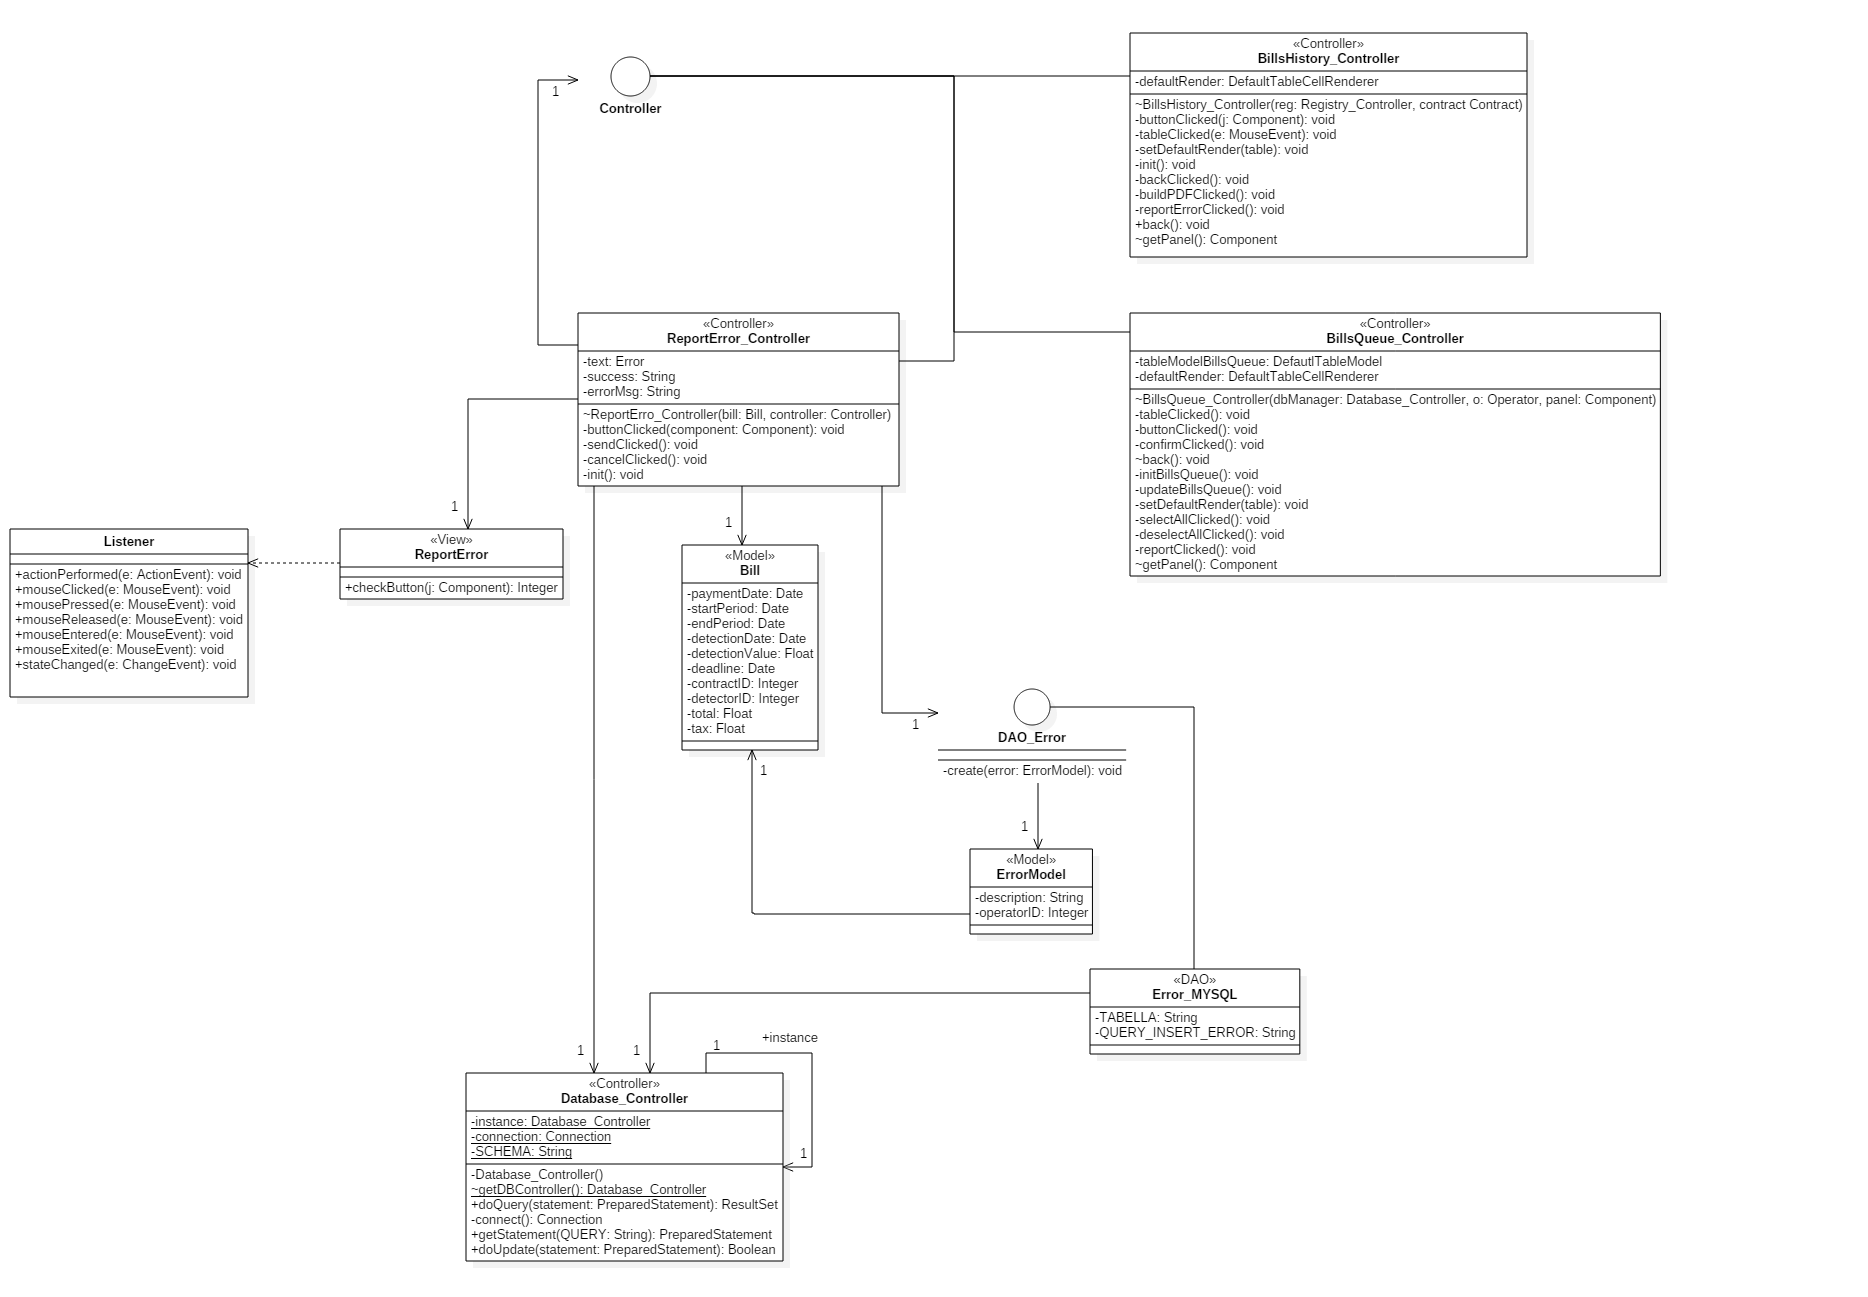 1
Controller
«Controller»
BillsHistory_Controller
-defaultRender: DefaultTableCellRenderer
~BillsHistory_Controller(reg: Registry_Controller, contract Contract)
-buttonClicked(j: Component): void
-tableClicked(e: MouseEvent): void
-setDefaultRender(table): void
-init(): void
-backClicked(): void
-buildPDFClicked(): void
-reportErrorClicked(): void
+back(): void
~getPanel(): Component
«Controller»
ReportError_Controller
-text: Error
-success: String
-errorMsg: String
~ReportErro_Controller(bill: Bill, controller: Controller)
-buttonClicked(component: Component): void
-sendClicked(): void
-cancelClicked(): void
-init(): void
«Controller»
BillsQueue_Controller
-tableModelBillsQueue: DefautlTableModel
-defaultRender: DefaultTableCellRenderer
~BillsQueue_Controller(dbManager: Database_Controller, o: Operator, panel: Component)
-tableClicked(): void
-buttonClicked(): void
-confirmClicked(): void
~back(): void
-initBillsQueue(): void
-updateBillsQueue(): void
-setDefaultRender(table): void
-selectAllClicked(): void
-deselectAllClicked(): void
-reportClicked(): void
~getPanel(): Component
1
1
Listener
+actionPerformed(e: ActionEvent): void
+mouseClicked(e: MouseEvent): void
+mousePressed(e: MouseEvent): void
+mouseReleased(e: MouseEvent): void
+mouseEntered(e: MouseEvent): void
+mouseExited(e: MouseEvent): void
+stateChanged(e: ChangeEvent): void
«View»
ReportError
+checkButton(j: Component): Integer
«Model»
Bill
-paymentDate: Date
-startPeriod: Date
-endPeriod: Date
-detectionDate: Date
-detectionValue: Float
-deadline: Date
-contractID: Integer
-detectorID: Integer
-total: Float
-tax: Float
1
1
DAO_Error
-create(error: ErrorModel): void
1
«Model»
ErrorModel
-description: String
-operatorID: Integer
«DAO»
Error_MYSQL
-TABELLA: String
-QUERY_INSERT_ERROR: String
1
1
1
+instance
1
«Controller»
Database_Controller
-instance: Database_Controller
-connection: Connection
-SCHEMA: String
-Database_Controller()
~getDBController(): Database_Controller
+doQuery(statement: PreparedStatement): ResultSet
-connect(): Connection
+getStatement(QUERY: String): PreparedStatement
+doUpdate(statement: PreparedStatement): Boolean